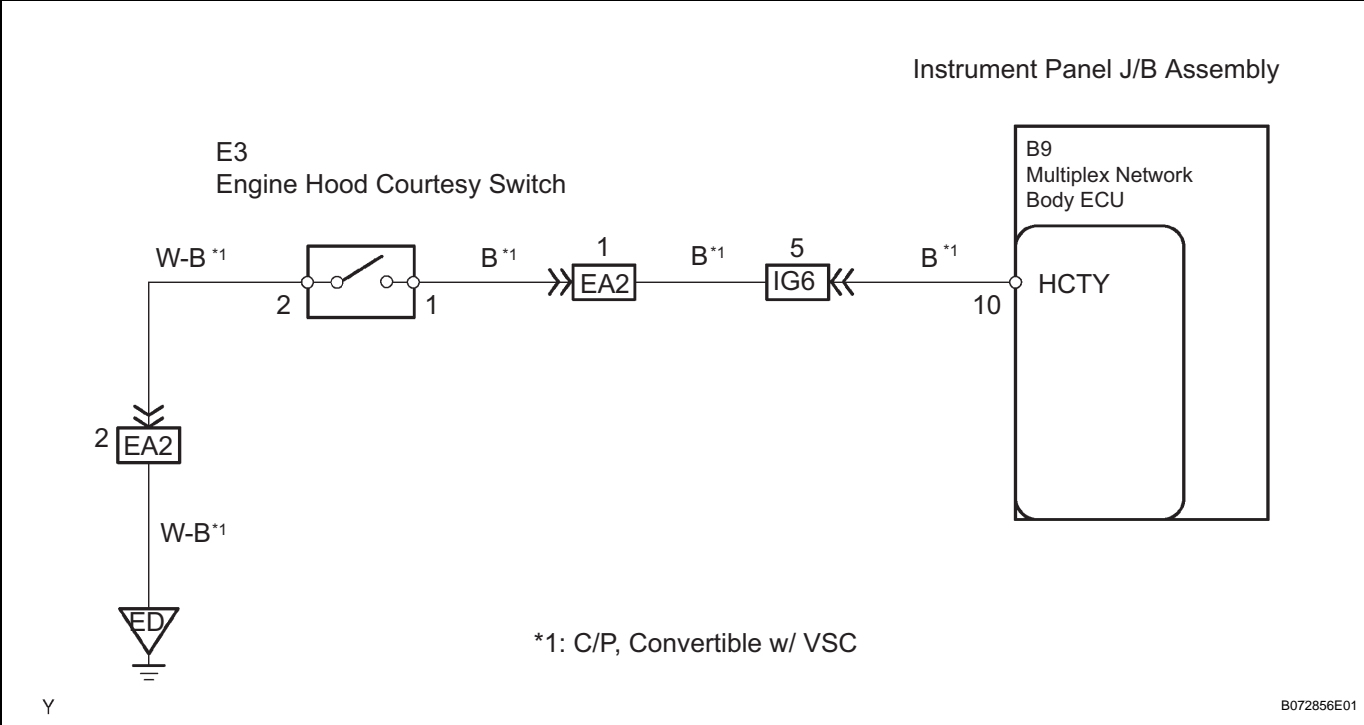 Instrument Panel J/B Assembly
E3
Engine Hood Courtesy Switch
B9
Multiplex Network
Body ECU
W-B*1
B*1
1
B*1
5
B*1
2
1
EA2
IG6
10
HCTY
2
EA2
W-B*1
ED
*1: C/P, Convertible w/ VSC
Y
B072856E01